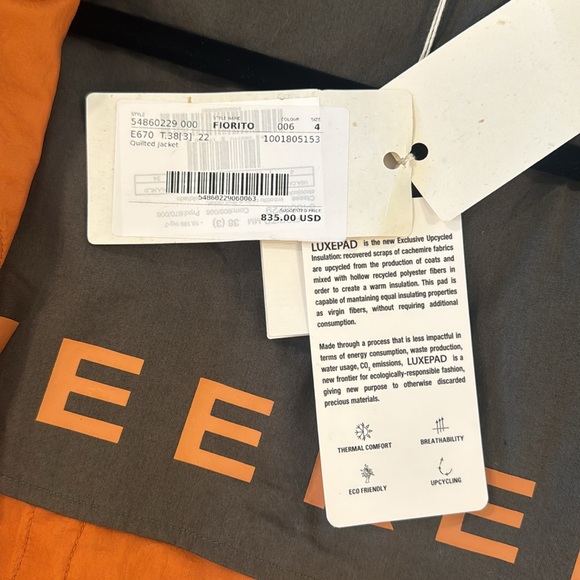 STYLE STYLE NAME COLOUR SIZE
54860229 000 FIORITO 006 4
E670 T.38[3] .22 1001805153
Quilted Jacket
54860229060063
SUGGESTED RMSP
835.00 USD
LUXEPAD is the new Exclusive Upcycled
Insulation: recovered scraps of cachemire fabrics
are upcycled from the production of coats and
mixed with hollow recycled polyester fibers in
order to create a warm insulation. This pad is
capable of mantaining equal insulating properties
as virgin fibers, without requiring additional
consumption.
Made through a process that is less impactful in
terms of energy consumption, waste production,
water usage, CO₂ emissions, LUXEPAD is a
new frontier for ecologically-responsible fashion,
giving new purpose to otherwise discarded
precious materials.
THERMAL COMFORT BREATHABILITY
ECO FRIENDLY UPCYCLING
E E E